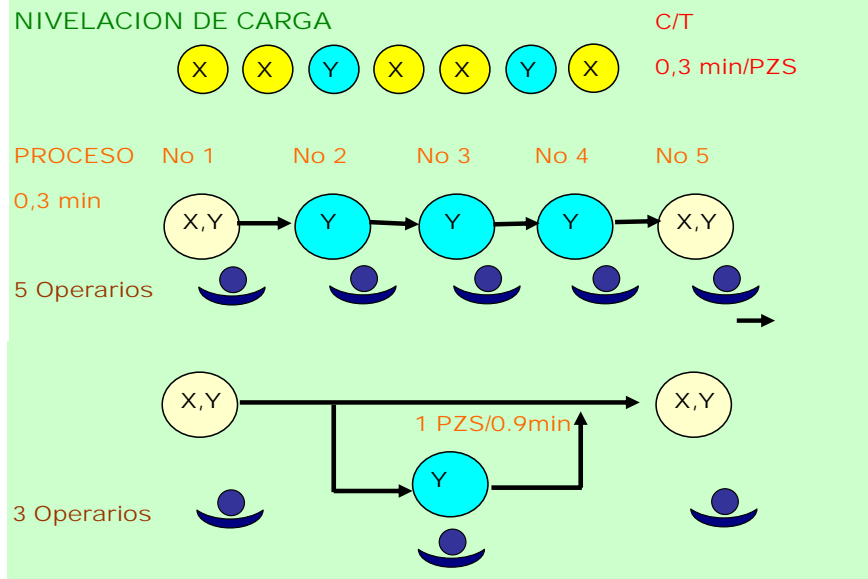 NIVELACION DE CARGA C/T
X X Y X X Y X 0,3 min/PZS
PROCESO No 1 No 2 No 3 No 4 No 5
0,3 min
X,Y Y Y Y X,Y
5 Operarios
X,Y X,Y
1 PZS/0.9min
Y
3 Operarios